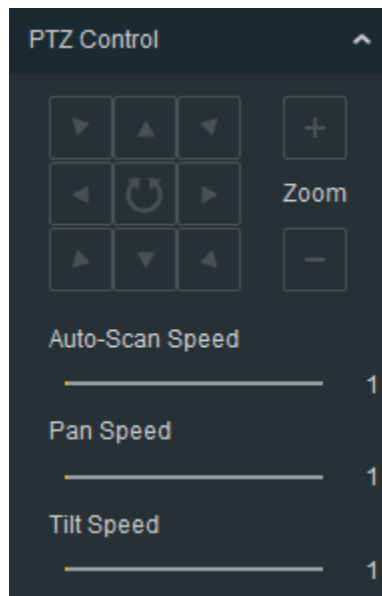 PTZ Control
+
Zoom
−
Auto-Scan Speed
1
Pan Speed
1
Tilt Speed
1